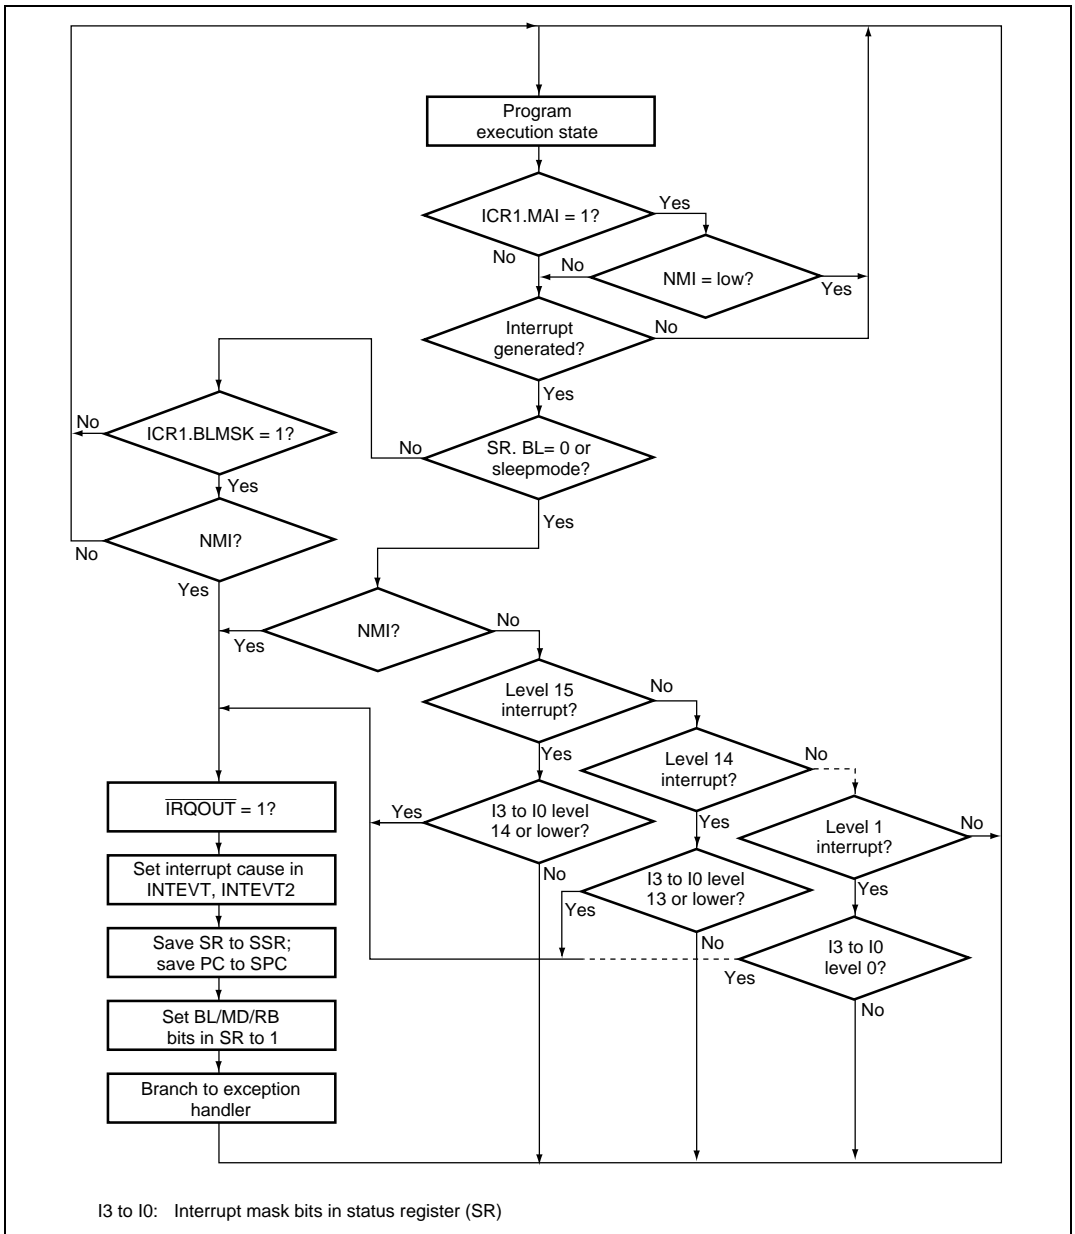 Program
execution state
ICR1.MAI = 1?
Yes
No
NMI = low?
No
Yes
Interrupt
generated?
No
Yes
ICR1.BLMSK = 1?
No
Yes
SR. BL= 0 or
sleepmode?
No
Yes
NMI?
No
Yes
NMI?
Yes
No
Level 15
interrupt?
No
Yes
Level 14
interrupt?
No
Yes
IRQOUT = 1?
I3 to I0 level
14 or lower?
Yes
No
Level 1
interrupt?
No
Yes
Set interrupt cause in
INTEVT, INTEVT2
I3 to I0 level
13 or lower?
Yes
No
Save SR to SSR;
save PC to SPC
I3 to I0
level 0?
Yes
No
Set BL/MD/RB
bits in SR to 1
Branch to exception
handler
I3 to I0: Interrupt mask bits in status register (SR)